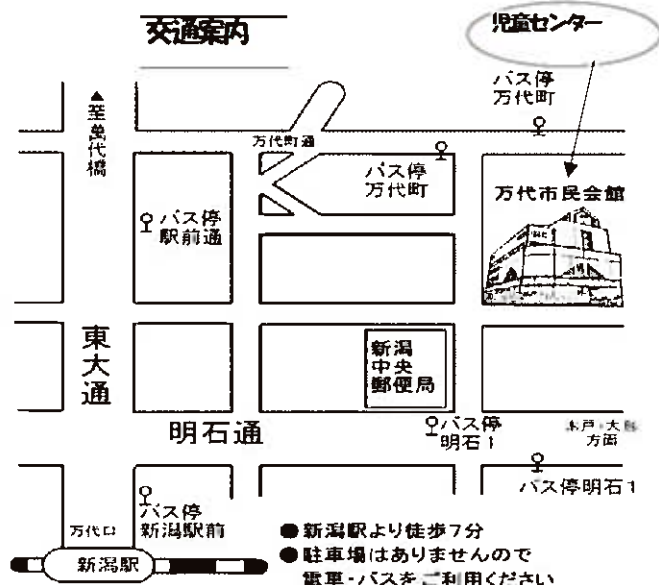 交通案内
児童センター
バス停
万代町
▲至萬代橋
万代町通
バス停
万代町
万代市民会館
バス停
駅前通
東大通
新潟
中央
郵便局
明石通
バス停
明石1
木戸・大形
方面
バス停明石1
バス停
新潟駅前
万代口
新潟駅
●新潟駅より徒歩7分
●駐車場はありませんので
電車・バスをご利用ください